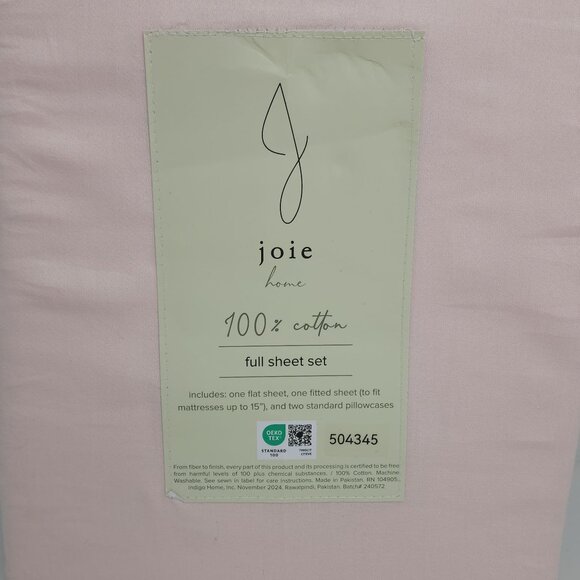 joie
home
100% cotton
full sheet set
includes: one flat sheet, one fitted sheet (to fit
mattresses up to 15"), and two standard pillowcases
OEKO
TEX®
STANDARD
100
504345
From fiber to finish, every part of this product and its processing is certified to be free
from harmful levels of 100 plus chemical substances. / 100% Cotton. Machine
Washable. See sewn in label for care instructions. Made in Pakistan. RN 104905.
Indigo Home, Inc. November 2024, Rawalpindi, Pakistan. Batch# 240572